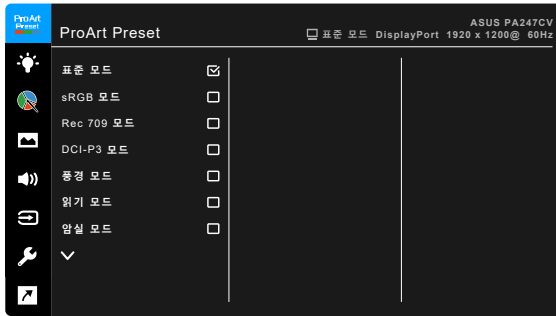 ProArt
Preset
ProArt Preset
ASUS PA247CV
표준 모드 DisplayPort 1920 x 1200@ 60Hz
표준 모드
sRGB 모드
Rec 709 모드
DCI-P3 모드
풍경 모드
읽기 모드
암실 모드